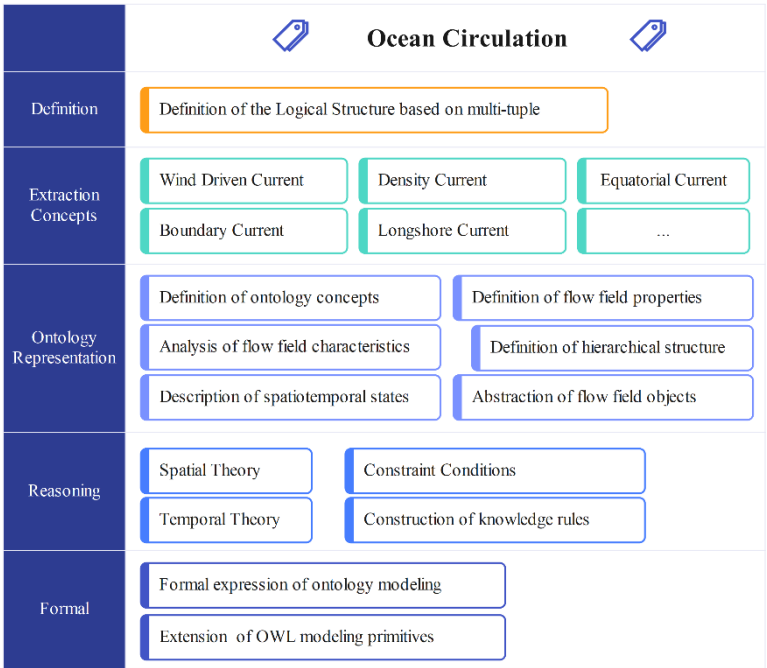 Ocean Circulation
Definition
Definition of the Logical Structure based on multi-tuple
Extraction
Concepts
Wind Driven Current
Density Current
Equatorial Current
Boundary Current
Longshore Current
...
Ontology
Representation
Definition of ontology concepts
Definition of flow field properties
Analysis of flow field characteristics
Definition of hierarchical structure
Description of spatiotemporal states
Abstraction of flow field objects
Reasoning
Spatial Theory
Constraint Conditions
Temporal Theory
Construction of knowledge rules
Formal
Formal expression of ontology modeling
Extension of OWL modeling primitives